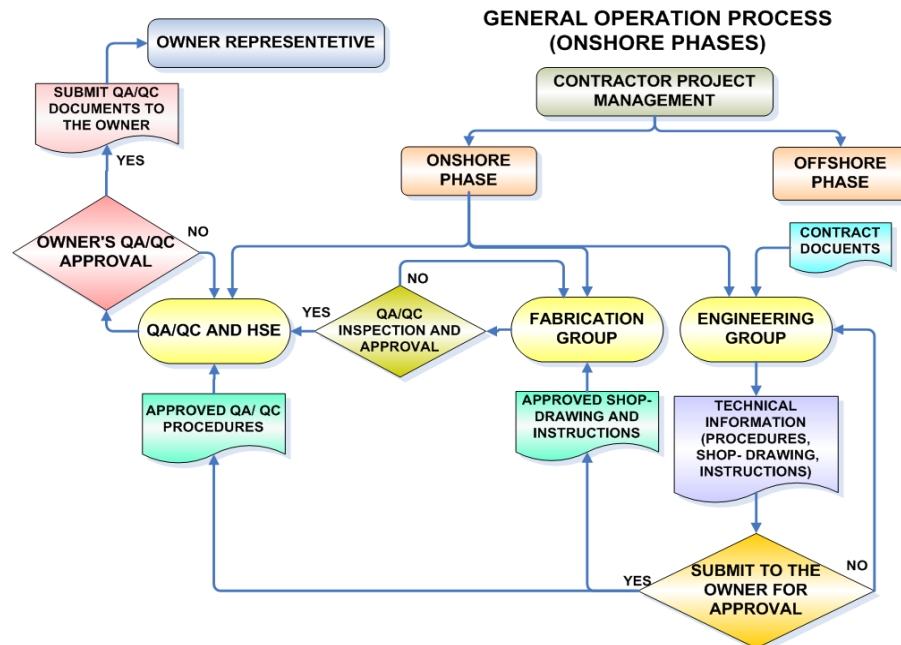 GENERAL OPERATION PROCESS
(ONSHORE PHASES)
OWNER REPRESENTETIVE
CONTRACTOR PROJECT
MANAGEMENT
SUBMIT QA/QC
DOCUMENTS TO
THE OWNER
YES
ONSHORE
PHASE
OFFSHORE
PHASE
OWNER'S QA/QC
APPROVAL
NO
CONTRACT
DOCUENTS
NO
QA/QC AND HSE
YES
QA/QC
INSPECTION AND
APPROVAL
FABRICATION
GROUP
ENGINEERING
GROUP
APPROVED QA/ QC
PROCEDURES
APPROVED SHOP-
DRAWING AND
INSTRUCTIONS
TECHNICAL
INFORMATION
(PROCEDURES,
SHOP- DRAWING,
INSTRUCTIONS)
YES
SUBMIT TO THE
OWNER FOR
APPROVAL
NO